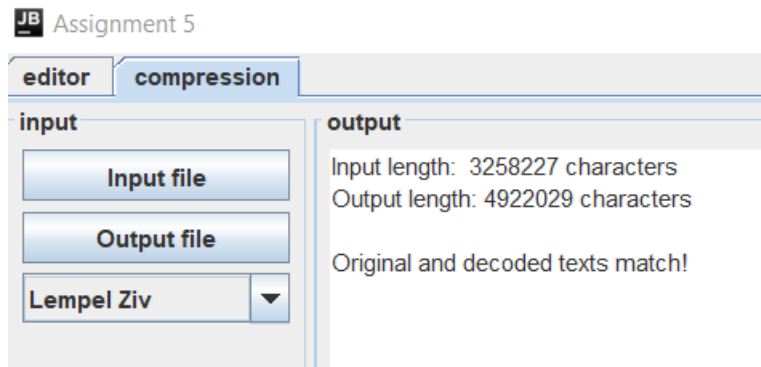 JB Assignment 5
editor compression
input
Input file
Output file
Lempel Ziv
output
Input length: 3258227 characters
Output length: 4922029 characters
Original and decoded texts match!